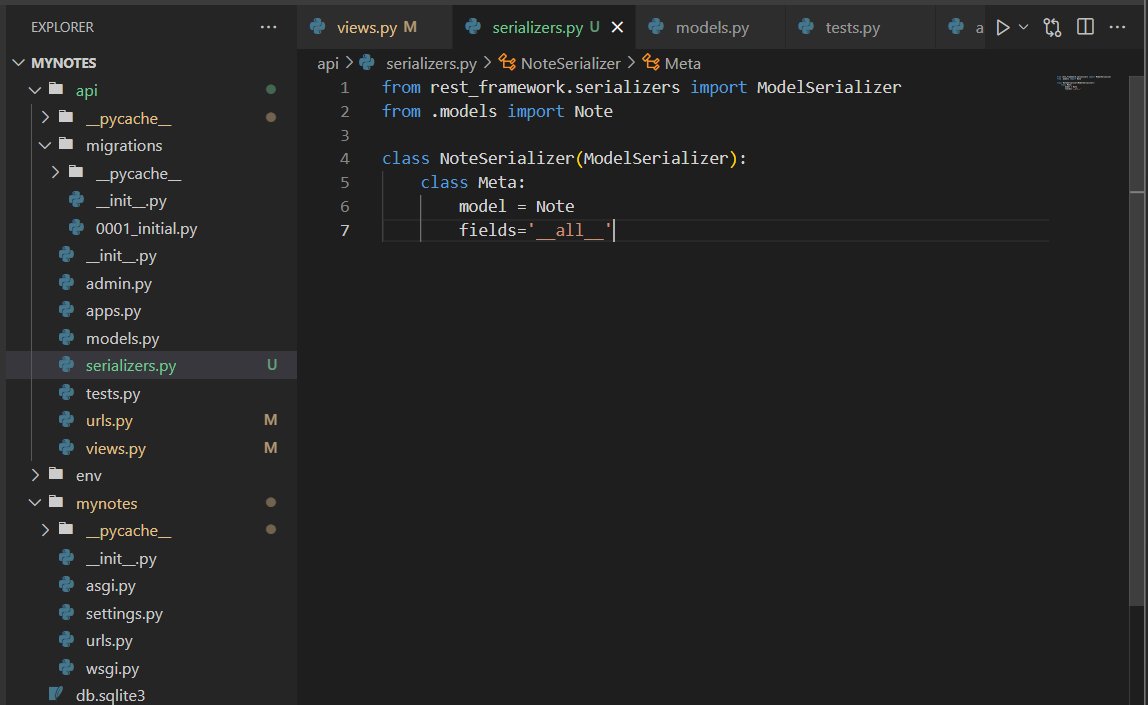 EXPLORER
MYNOTES
api
__pycache__
migrations
__pycache__
__init__.py
0001_initial.py
__init__.py
admin.py
apps.py
models.py
serializers.py U
tests.py
urls.py M
views.py M
env
mynotes
__pycache__
__init__.py
asgi.py
settings.py
urls.py
wsgi.py
db.sqlite3
views.py M serializers.py U models.py tests.py a
api > serializers.py > NoteSerializer > Meta
1 from rest_framework.serializers import ModelSerializer
2 from .models import Note
3
4 class NoteSerializer(ModelSerializer):
5     class Meta:
6         model = Note
7         fields='__all__'